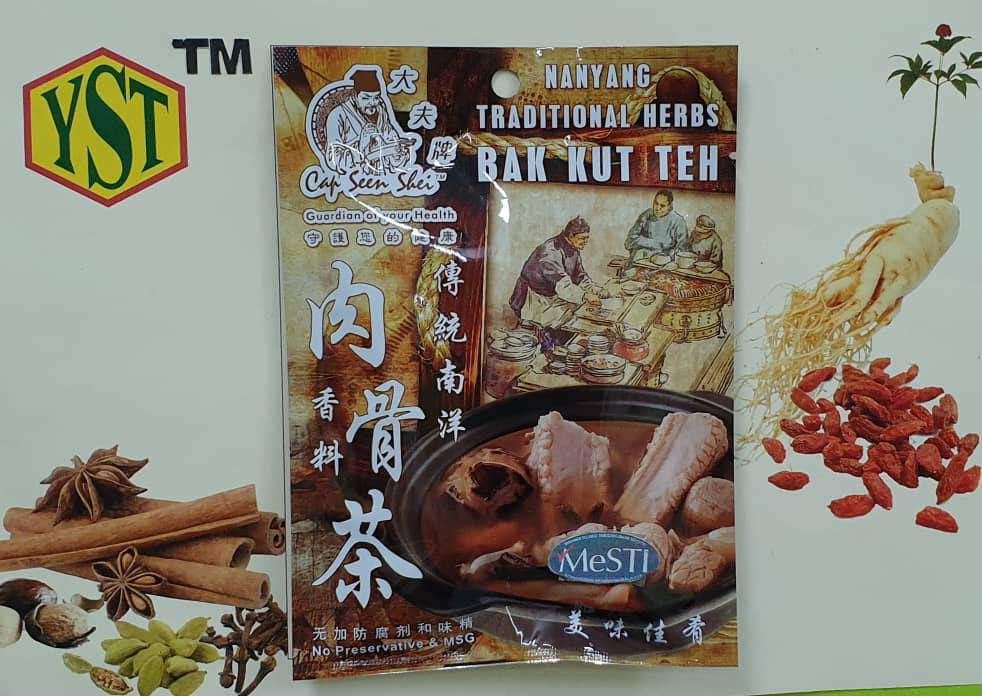 YST
TM
大夫牌
Cap Seen Shei™
Guardian of your Health
守護您的健康
NANYANG
TRADITIONAL HERBS
BAK KUT TEH
傳統南洋
肉骨茶
香料
MeSTI
无加防腐剂和味精
No Preservative & MSG
美味佳肴